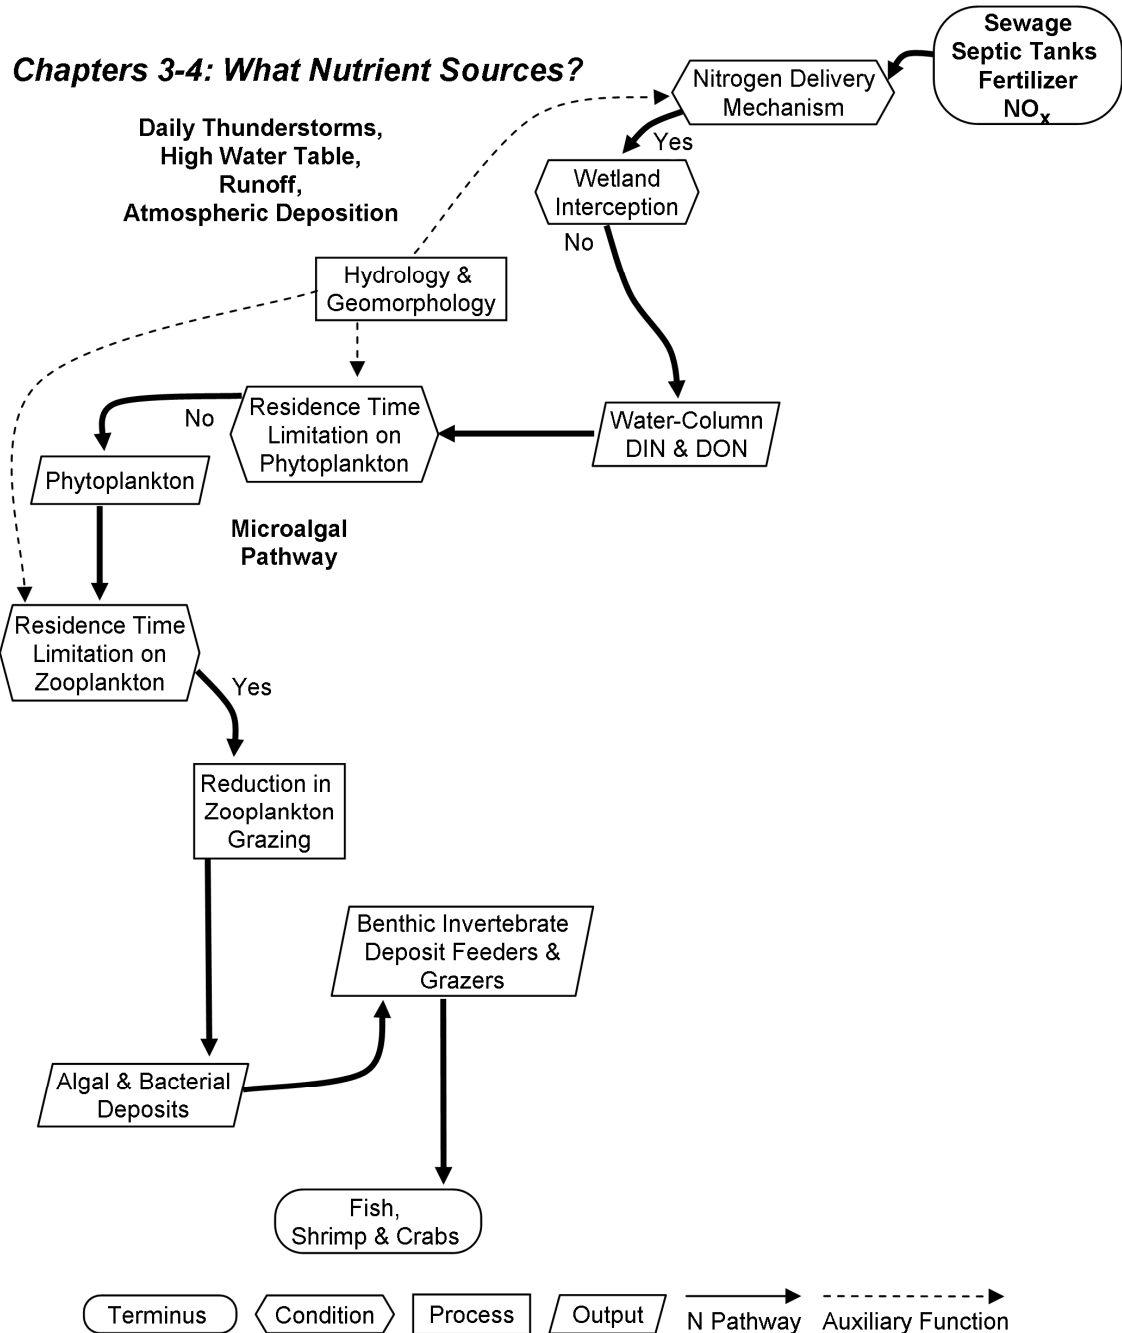 Sewage
Septic Tanks
Fertilizer
NOx
Chapters 3-4: What Nutrient Sources?
Nitrogen Delivery
Mechanism
Daily Thunderstorms,
High Water Table,
Runoff,
Atmospheric Deposition
Yes
Wetland
Interception
No
Hydrology &
Geomorphology
Residence Time
Limitation on
Phytoplankton
No
Water-Column
DIN & DON
Phytoplankton
Microalgal
Pathway
Residence Time
Limitation on
Zooplankton
Yes
Reduction in
Zooplankton
Grazing
Benthic Invertebrate
Deposit Feeders &
Grazers
Algal & Bacterial
Deposits
Fish,
Shrimp & Crabs
Terminus
Condition
Process
Output
N Pathway
Auxiliary Function